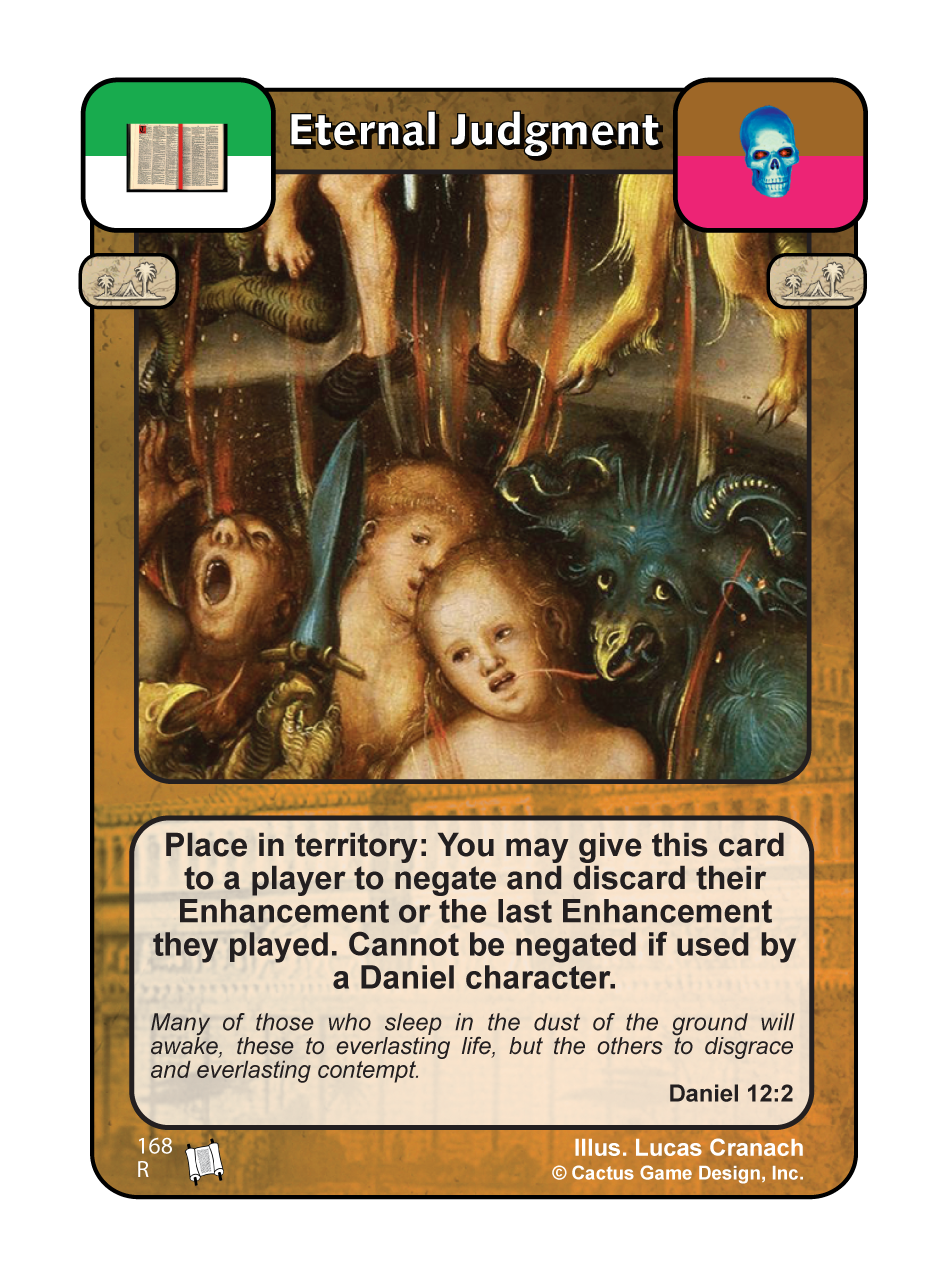 Eternal Judgment
Place in territory: You may give this card
to a player to negate and discard their
Enhancement or the last Enhancement
they played. Cannot be negated if used by
a Daniel character.
Many of those who sleep in the dust of the ground will
awake, these to everlasting life, but the others to disgrace
and everlasting contempt.
Daniel 12:2
168
R
Illus. Lucas Cranach
© Cactus Game Design, Inc.